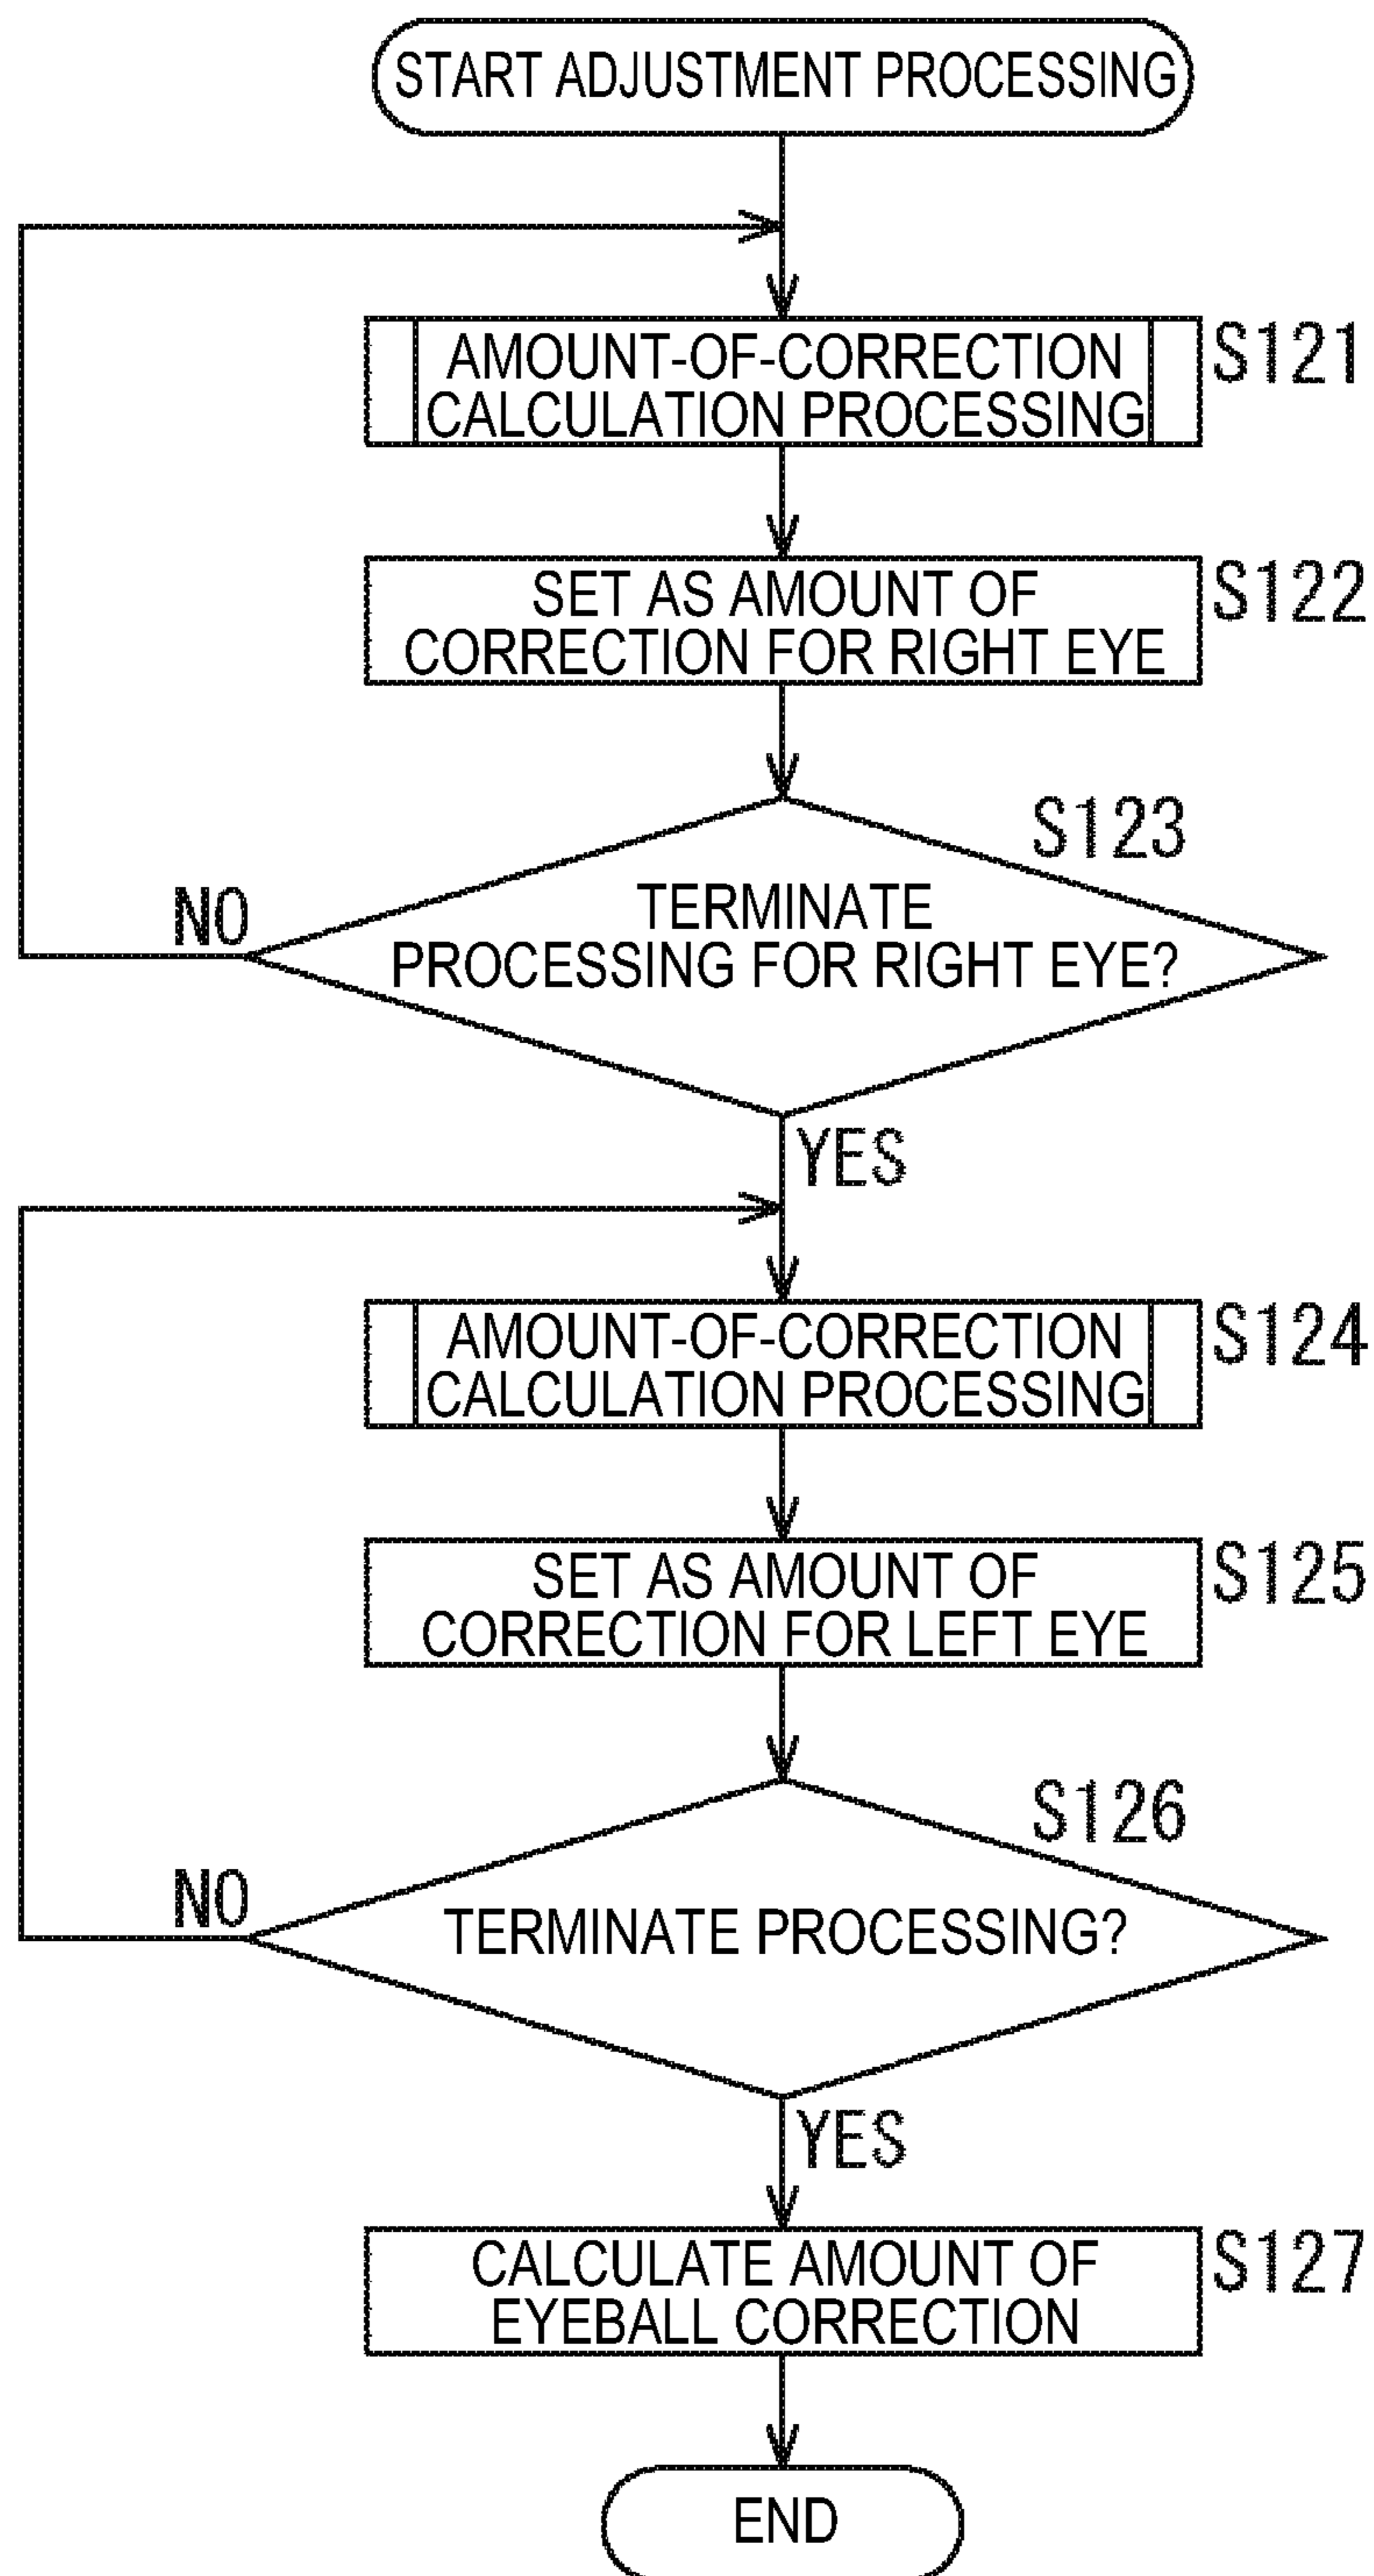 START ADJUSTMENT PROCESSING
AMOUNT-OF-CORRECTION
CALCULATION PROCESSING
S121
SET AS AMOUNT OF
CORRECTION FOR RIGHT EYE
S122
S123
TERMINATE
PROCESSING FOR RIGHT EYE?
NO
YES
AMOUNT-OF-CORRECTION
CALCULATION PROCESSING
S124
SET AS AMOUNT OF
CORRECTION FOR LEFT EYE
S125
S126
TERMINATE PROCESSING?
NO
YES
CALCULATE AMOUNT OF
EYEBALL CORRECTION
S127
END